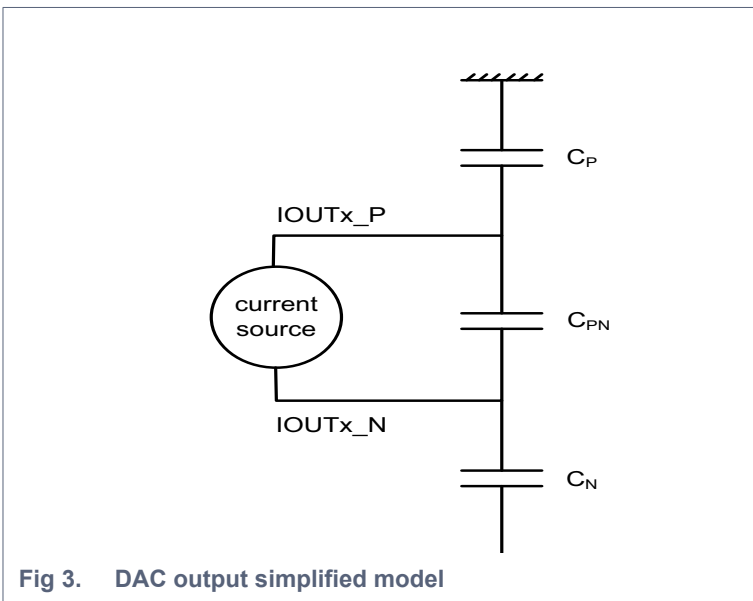 C_P
IOUTx_P
current
source
C_PN
IOUTx_N
C_N
Fig 3. DAC output simplified model